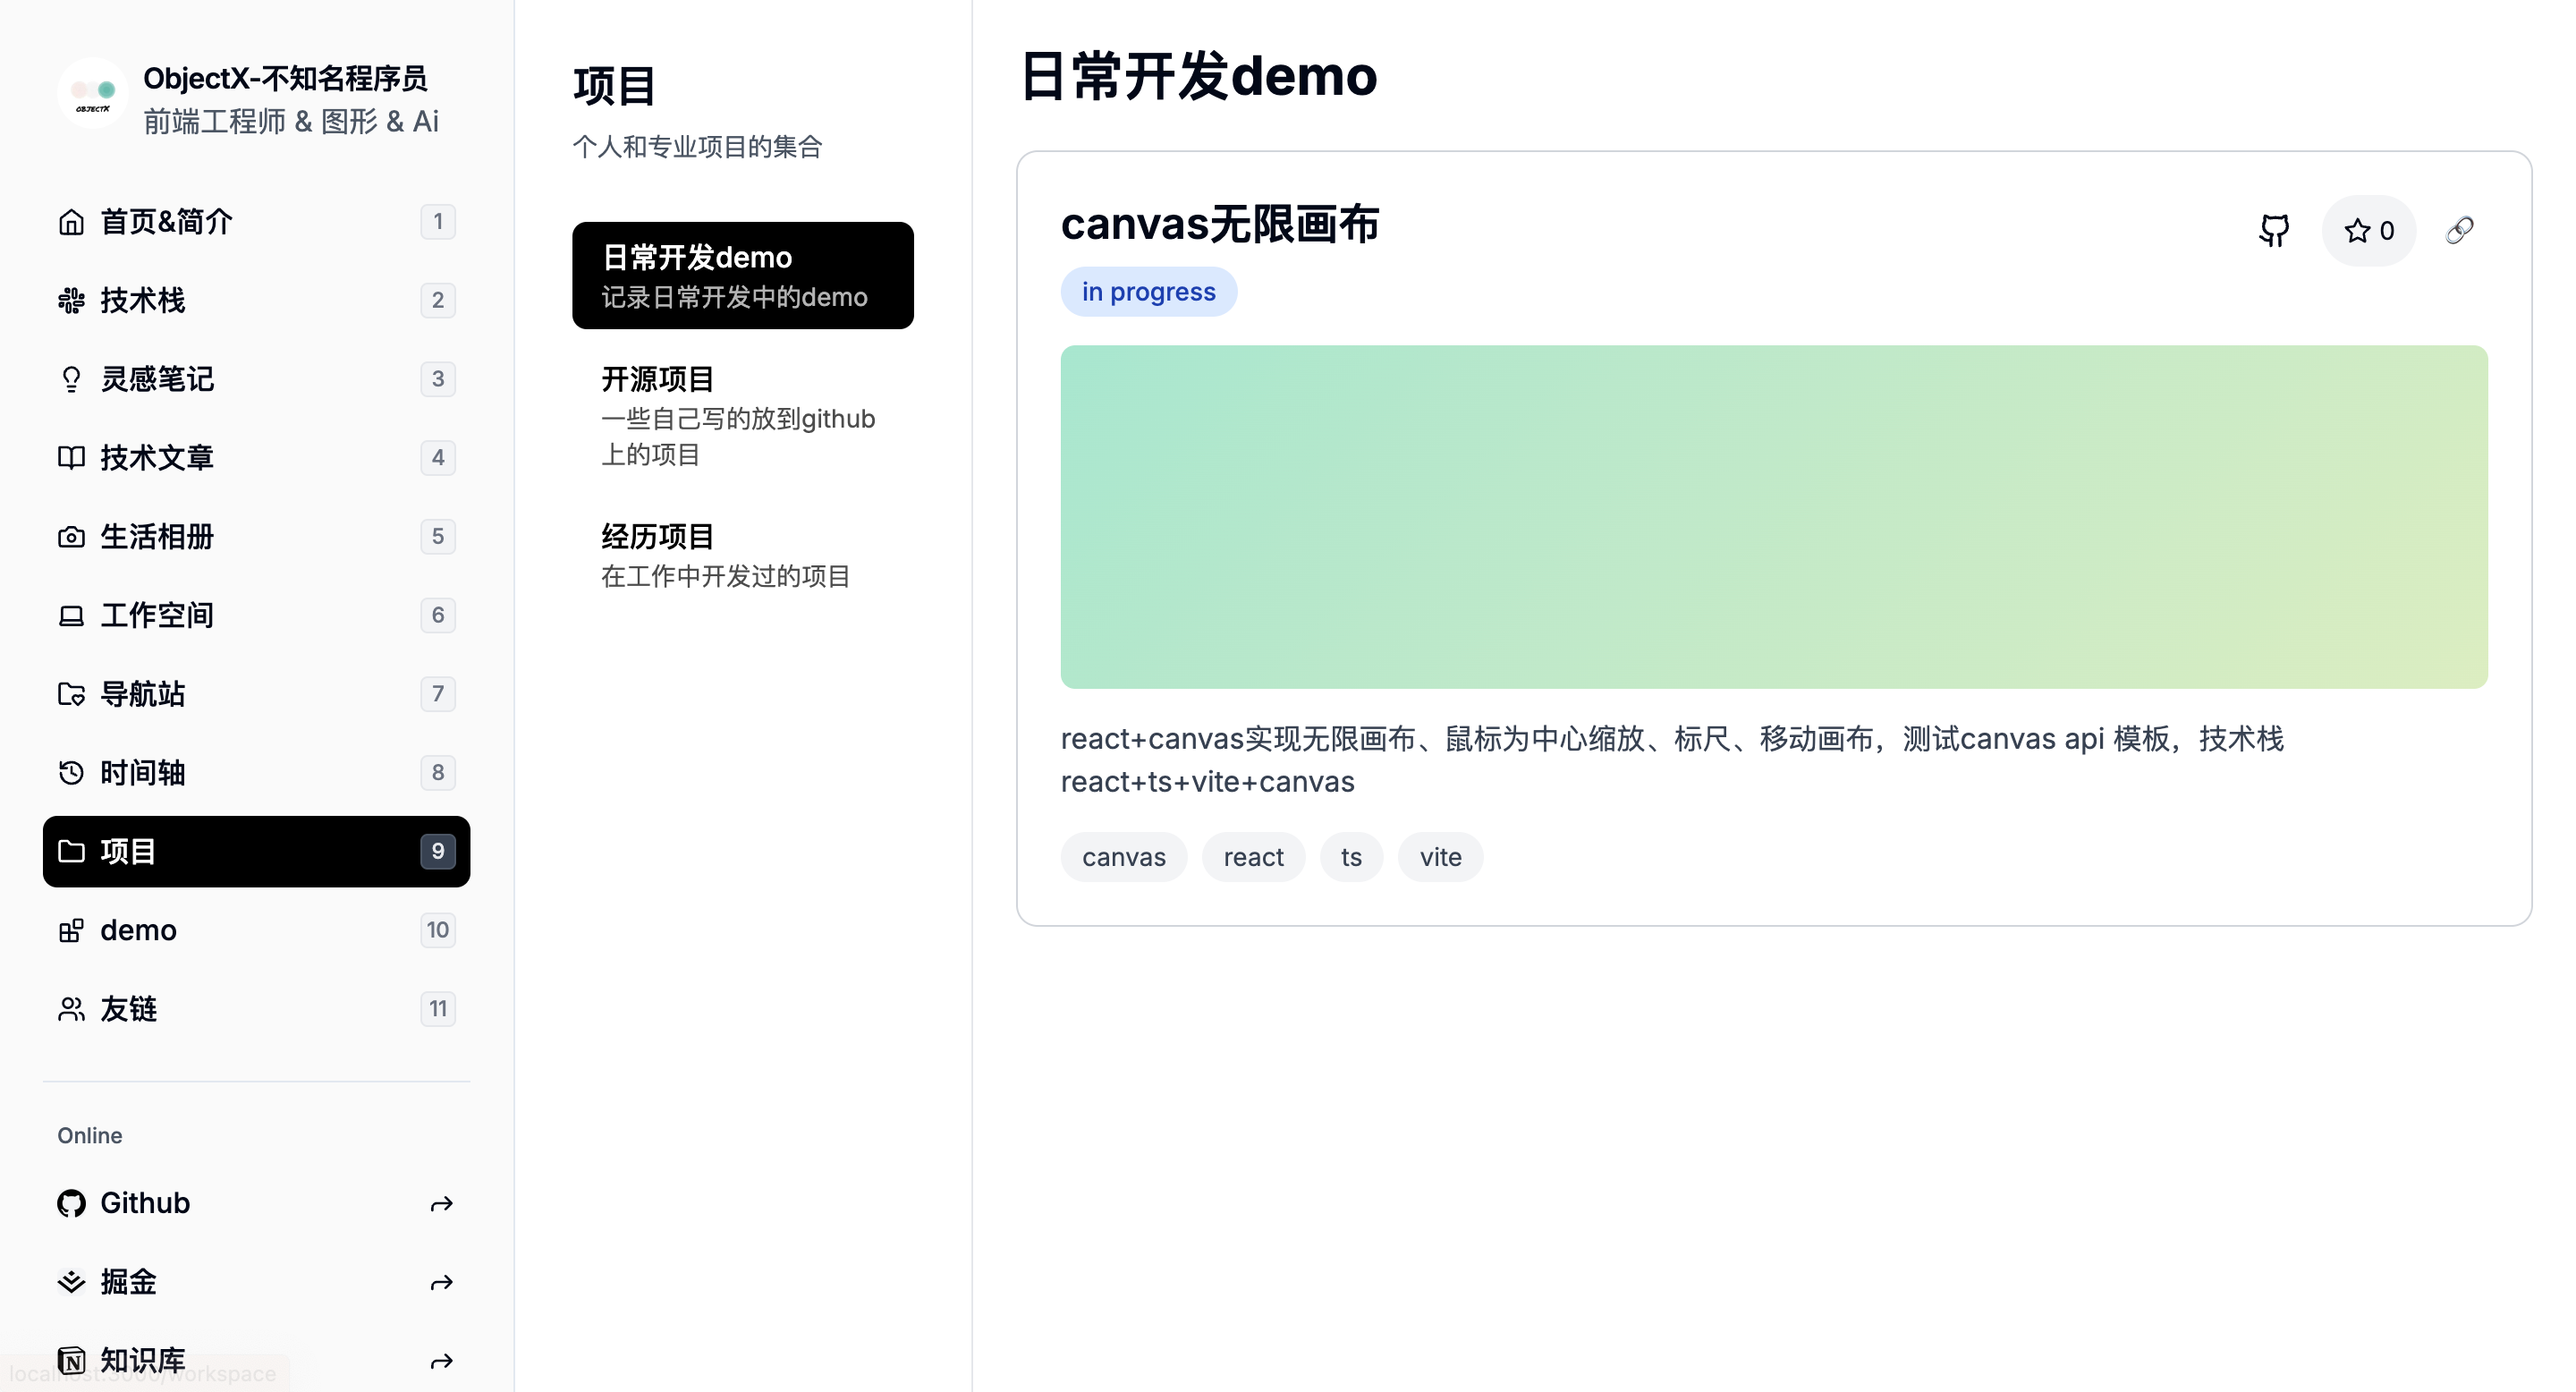 OBJECTX
ObjectX-不知名程序员
前端工程师 & 图形 & Ai
首页&简介 1
技术栈 2
灵感笔记 3
技术文章 4
生活相册 5
工作空间 6
导航站 7
时间轴 8
项目 9
demo 10
友链 11
Online
Github
掘金
知识库
localhost:3000/workspace
项目
个人和专业项目的集合
日常开发demo
记录日常开发中的demo
开源项目
一些自己写的放到github
上的项目
经历项目
在工作中开发过的项目
日常开发demo
canvas无限画布
0
in progress
react+canvas实现无限画布、鼠标为中心缩放、标尺、移动画布，测试canvas api 模板，技术栈
react+ts+vite+canvas
canvas react ts vite